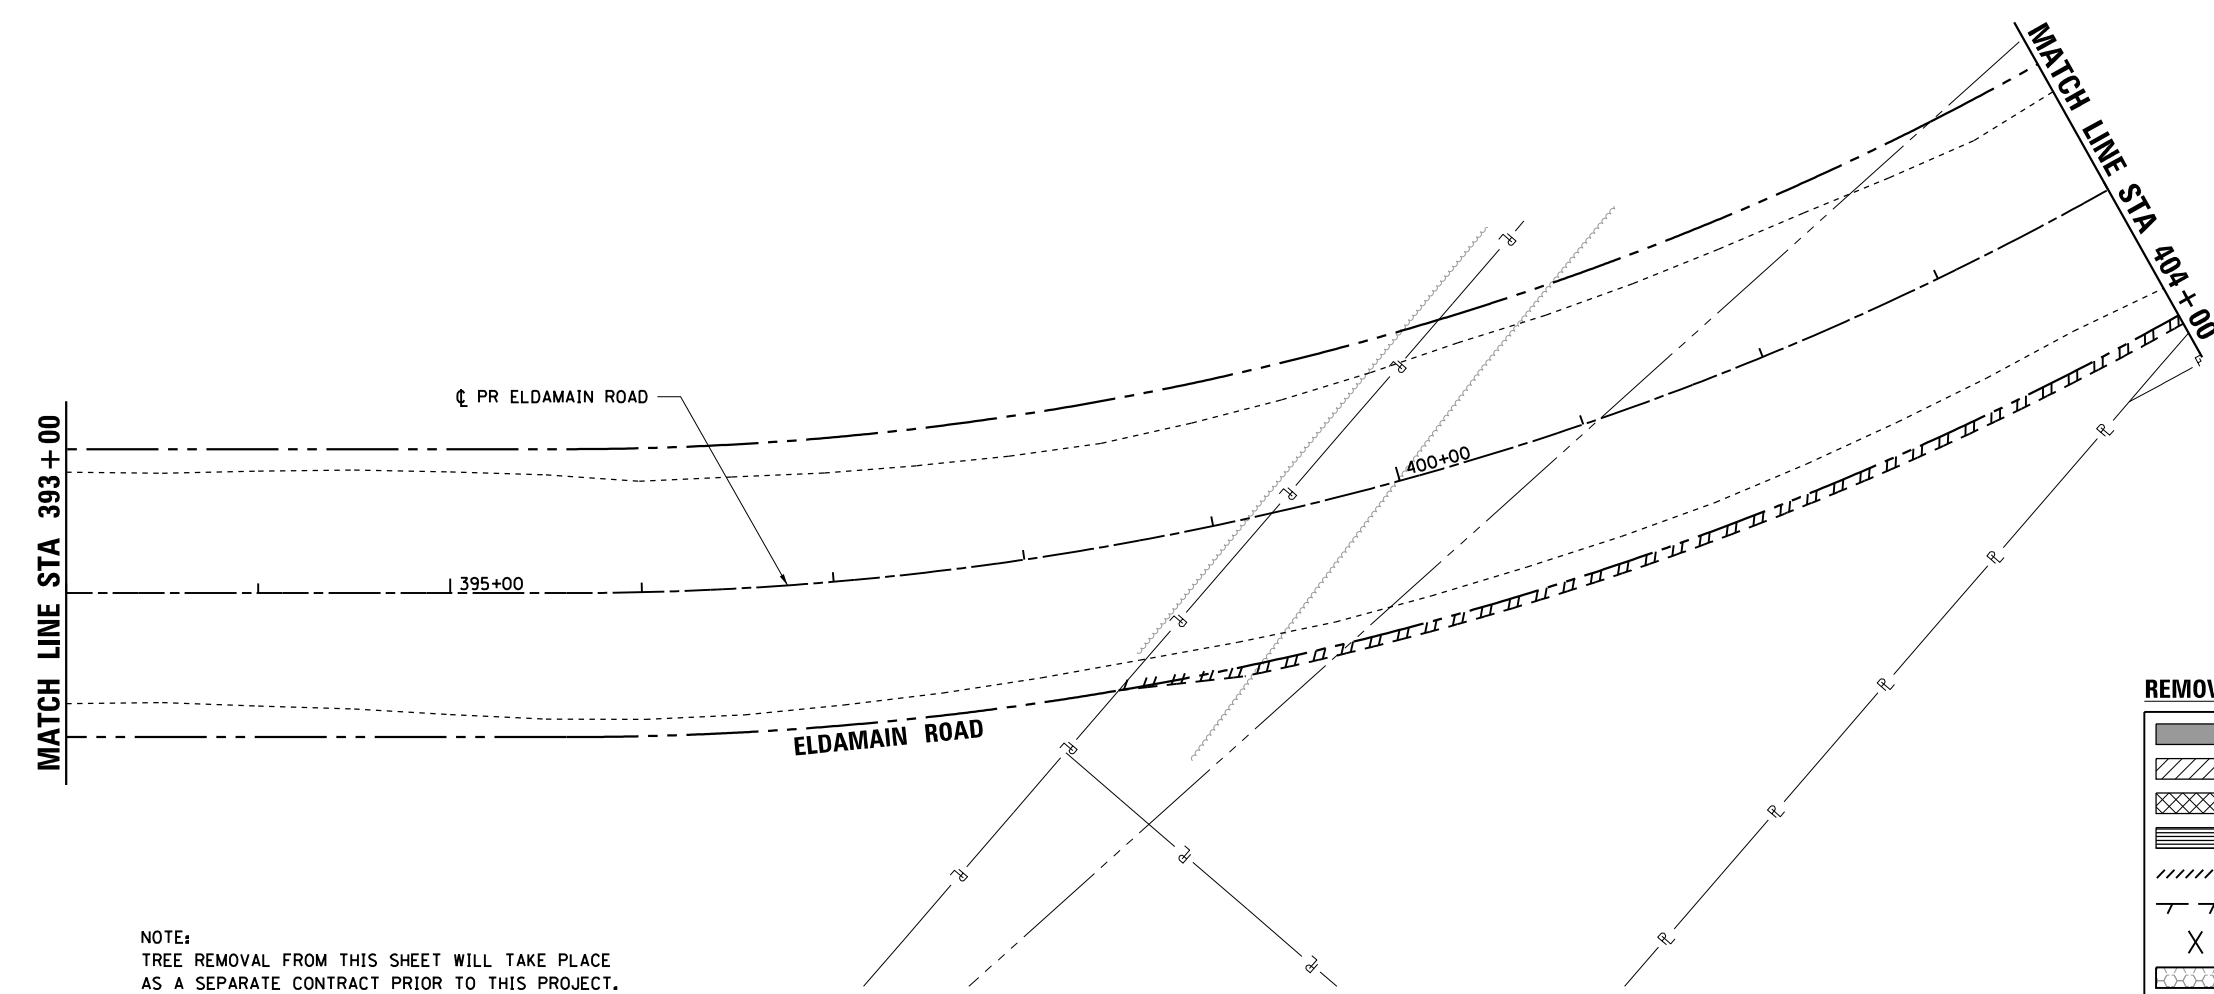 MATCH LINE STA 404+00
℄ PR ELDAMAIN ROAD
400+00
MATCH LINE STA 393+00
395+00
ELDAMAIN ROAD
REMOV
NOTE:
TREE REMOVAL FROM THIS SHEET WILL TAKE PLACE
AS A SEPARATE CONTRACT PRIOR TO THIS PROJECT.